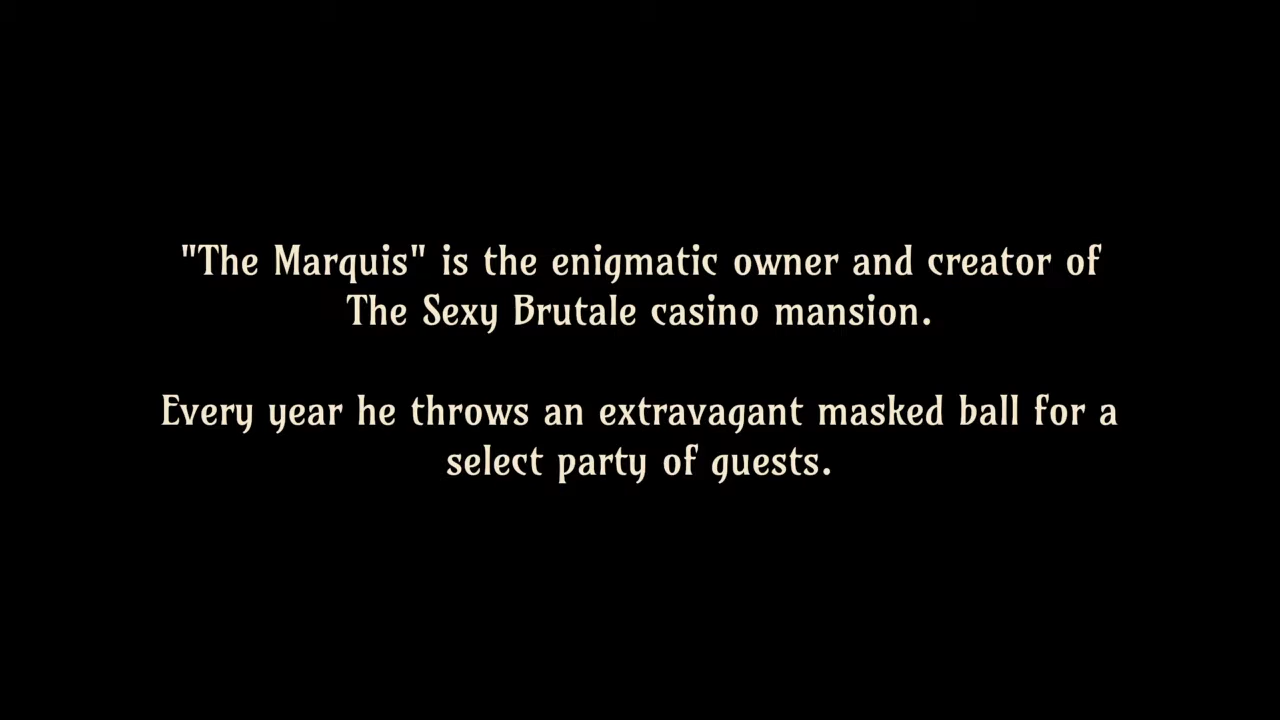 "The Marquis" is the enigmatic owner and creator of
The Sexy Brutale casino mansion.
Every year he throws an extravagant masked ball for a
select party of guests.